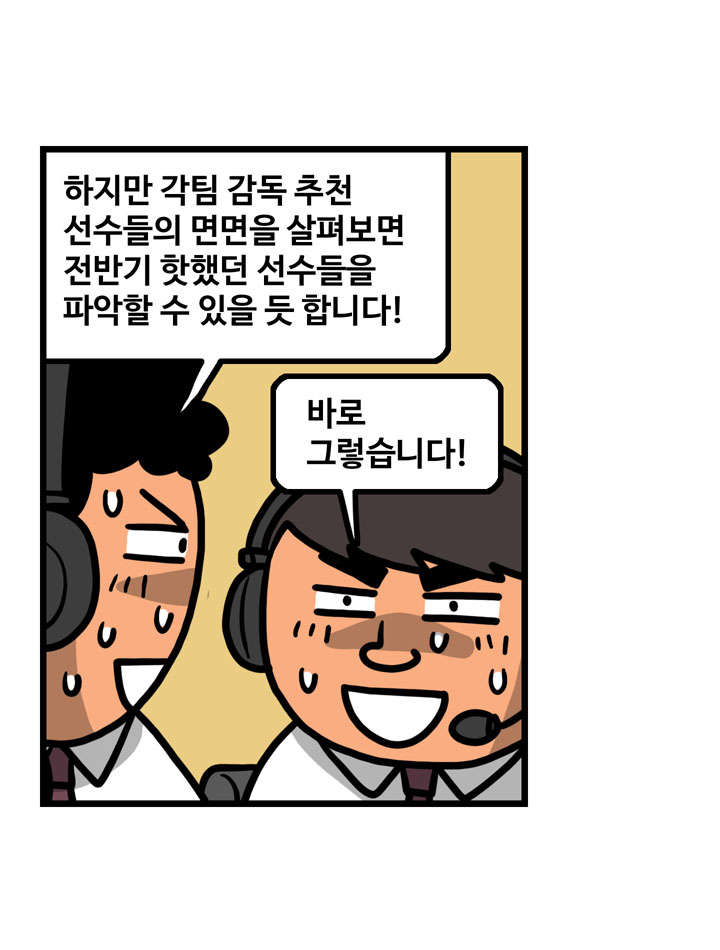 하지만 각팀 감독 추천
선수들의 면면을 살펴보면
전반기 핫했던 선수들을
파악할 수 있을 듯 합니다!
바로
그렇습니다!